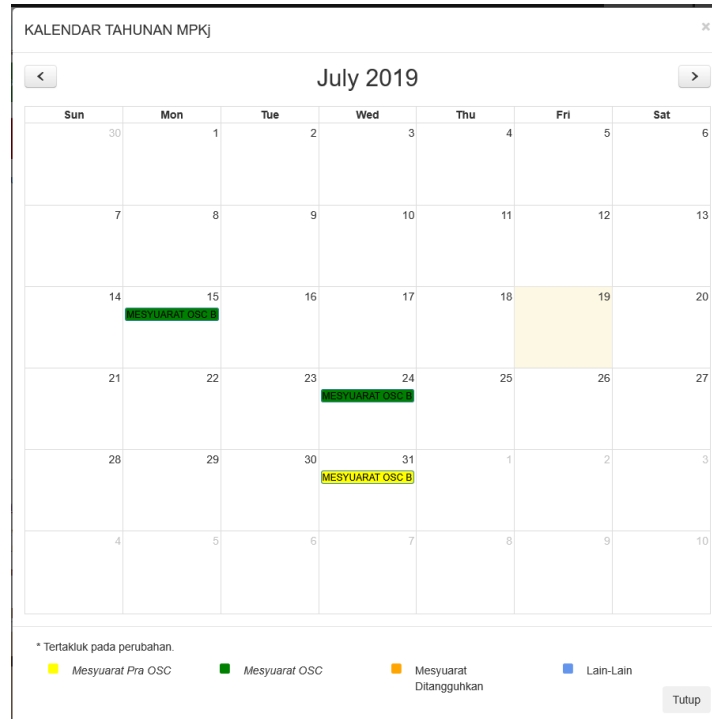 KALENDAR TAHUNAN MPKj
×
July 2019
Sun Mon Tue Wed Thu Fri Sat
30 1 2 3 4 5 6
7 8 9 10 11 12 13
14 15 16 17 18 19 20
MESYUARAT OSC B
21 22 23 24 25 26 27
MESYUARAT OSC B
28 29 30 31 1 2 3
MESYUARAT OSC B
4 5 6 7 8 9 10
* Tertakluk pada perubahan.
Mesyuarat Pra OSC Mesyuarat OSC Mesyuarat Lain-Lain
Ditangguhkan
Tutup